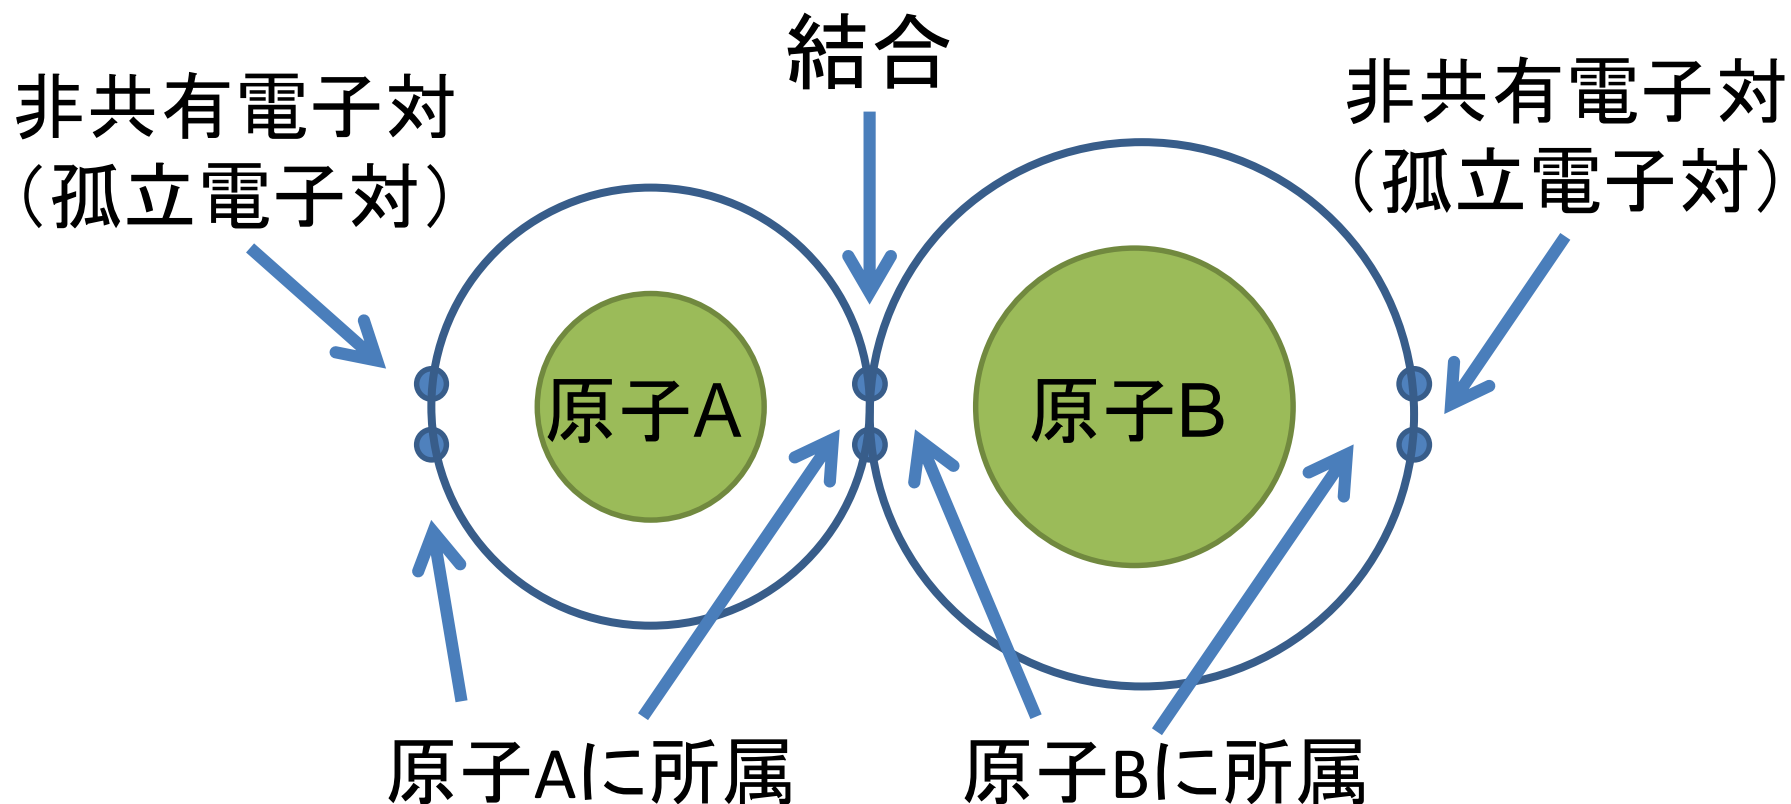 結合
非共有電子対
（孤立電子対）
非共有電子対
（孤立電子対）
原子A
原子B
原子Aに所属
原子Bに所属